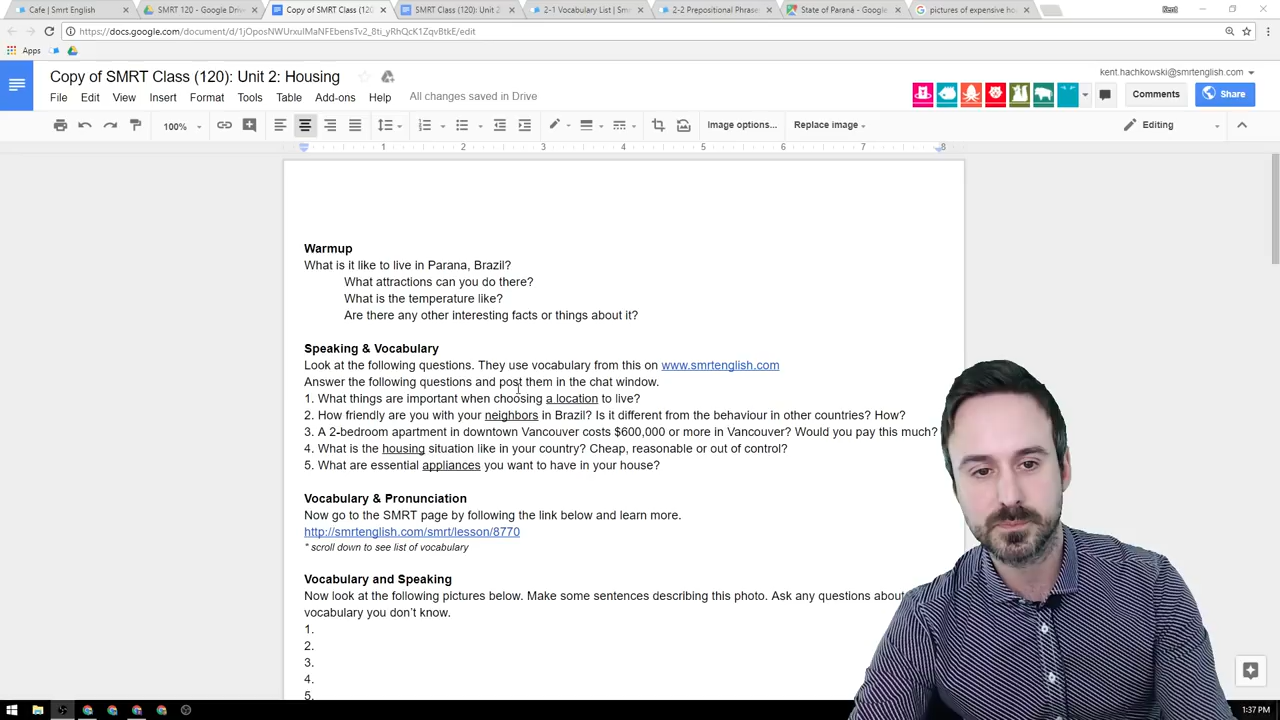 Cafe | Smrt English
SMRT 120 - Google Driv
Copy of SMRT Class (120
SMRT Class (120): Unit 2
2-1 Vocabulary List | Sm
2-2 Prepositional Phrase
State of Paraná - Googl
pictures of expensive ho
Kent
https://docs.google.com/document/d/1jOposNWUrxuIMaNFEbensTv2_8ti_yRhQcK1ZqvBtkE/edit
Apps
Copy of SMRT Class (120): Unit 2: Housing
kent.hachkowski@smrtenglish.com
File Edit View Insert Format Tools Table Add-ons Help All changes saved in Drive
Comments
Share
100%
Image options...
Replace image
Editing
1 2 3 4 5 6 7 8
Warmup
What is it like to live in Parana, Brazil?
What attractions can you do there?
What is the temperature like?
Are there any other interesting facts or things about it?
Speaking & Vocabulary
Look at the following questions. They use vocabulary from this on www.smrtenglish.com
Answer the following questions and post them in the chat window.
1. What things are important when choosing a location to live?
2. How friendly are you with your neighbors in Brazil? Is it different from the behaviour in other countries? How?
3. A 2-bedroom apartment in downtown Vancouver costs $600,000 or more in Vancouver? Would you pay this much?
4. What is the housing situation like in your country? Cheap, reasonable or out of control?
5. What are essential appliances you want to have in your house?
Vocabulary & Pronunciation
Now go to the SMRT page by following the link below and learn more.
http://smrtenglish.com/smrt/lesson/8770
* scroll down to see list of vocabulary
Vocabulary and Speaking
Now look at the following pictures below. Make some sentences describing this photo. Ask any questions about
vocabulary you don't know.
1.
2.
3.
4.
5.
1:37 PM